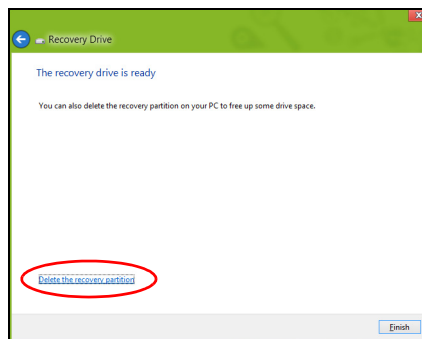 Recovery Drive
The recovery drive is ready
You can also delete the recovery partition on your PC to free up some drive space.
Delete the recovery partition
Finish